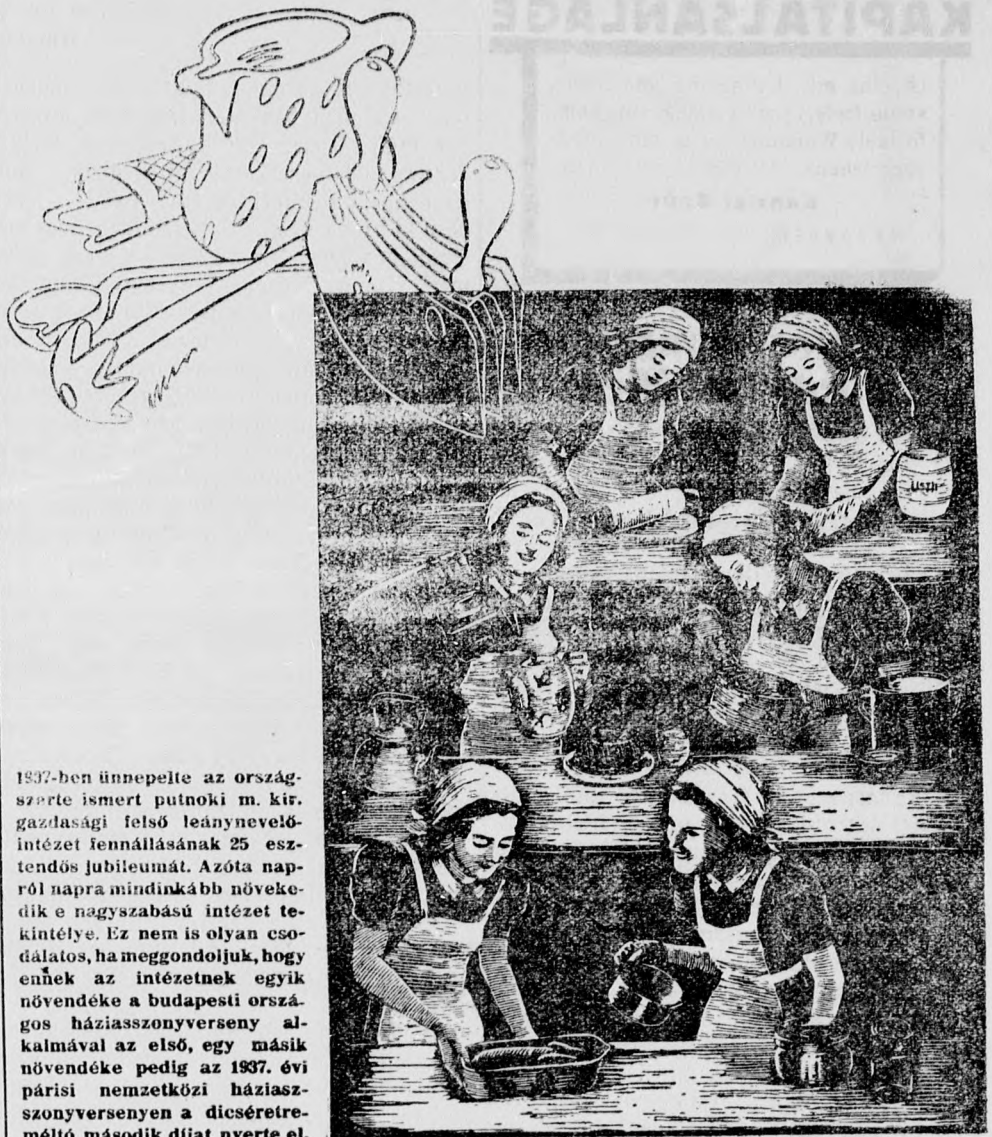 KAPITALSANLAGE
Liszt
1937-ben ünnepelte az ország-
szerte ismert putnoki m. kir.
gazdasági felső leánynevelő-
intézet fennállásának 25 esz-
tendős jubileumát. Azóta nap-
ról napra mindinkább növeke-
dik e nagyszabású intézet te-
kintélye. Ez nem is olyan cso-
dálatos, ha meggondoljuk, hogy
ennek az intézetnek egyik
növendéke a budapesti orszá-
gos háziasszonyverseny al-
kalmával az első, egy másik
növendéke pedig az 1937. évi
párisi nemzetközi háziasz-
szonyversenyen a dicséretre-
méltó második díjat nyerte el.